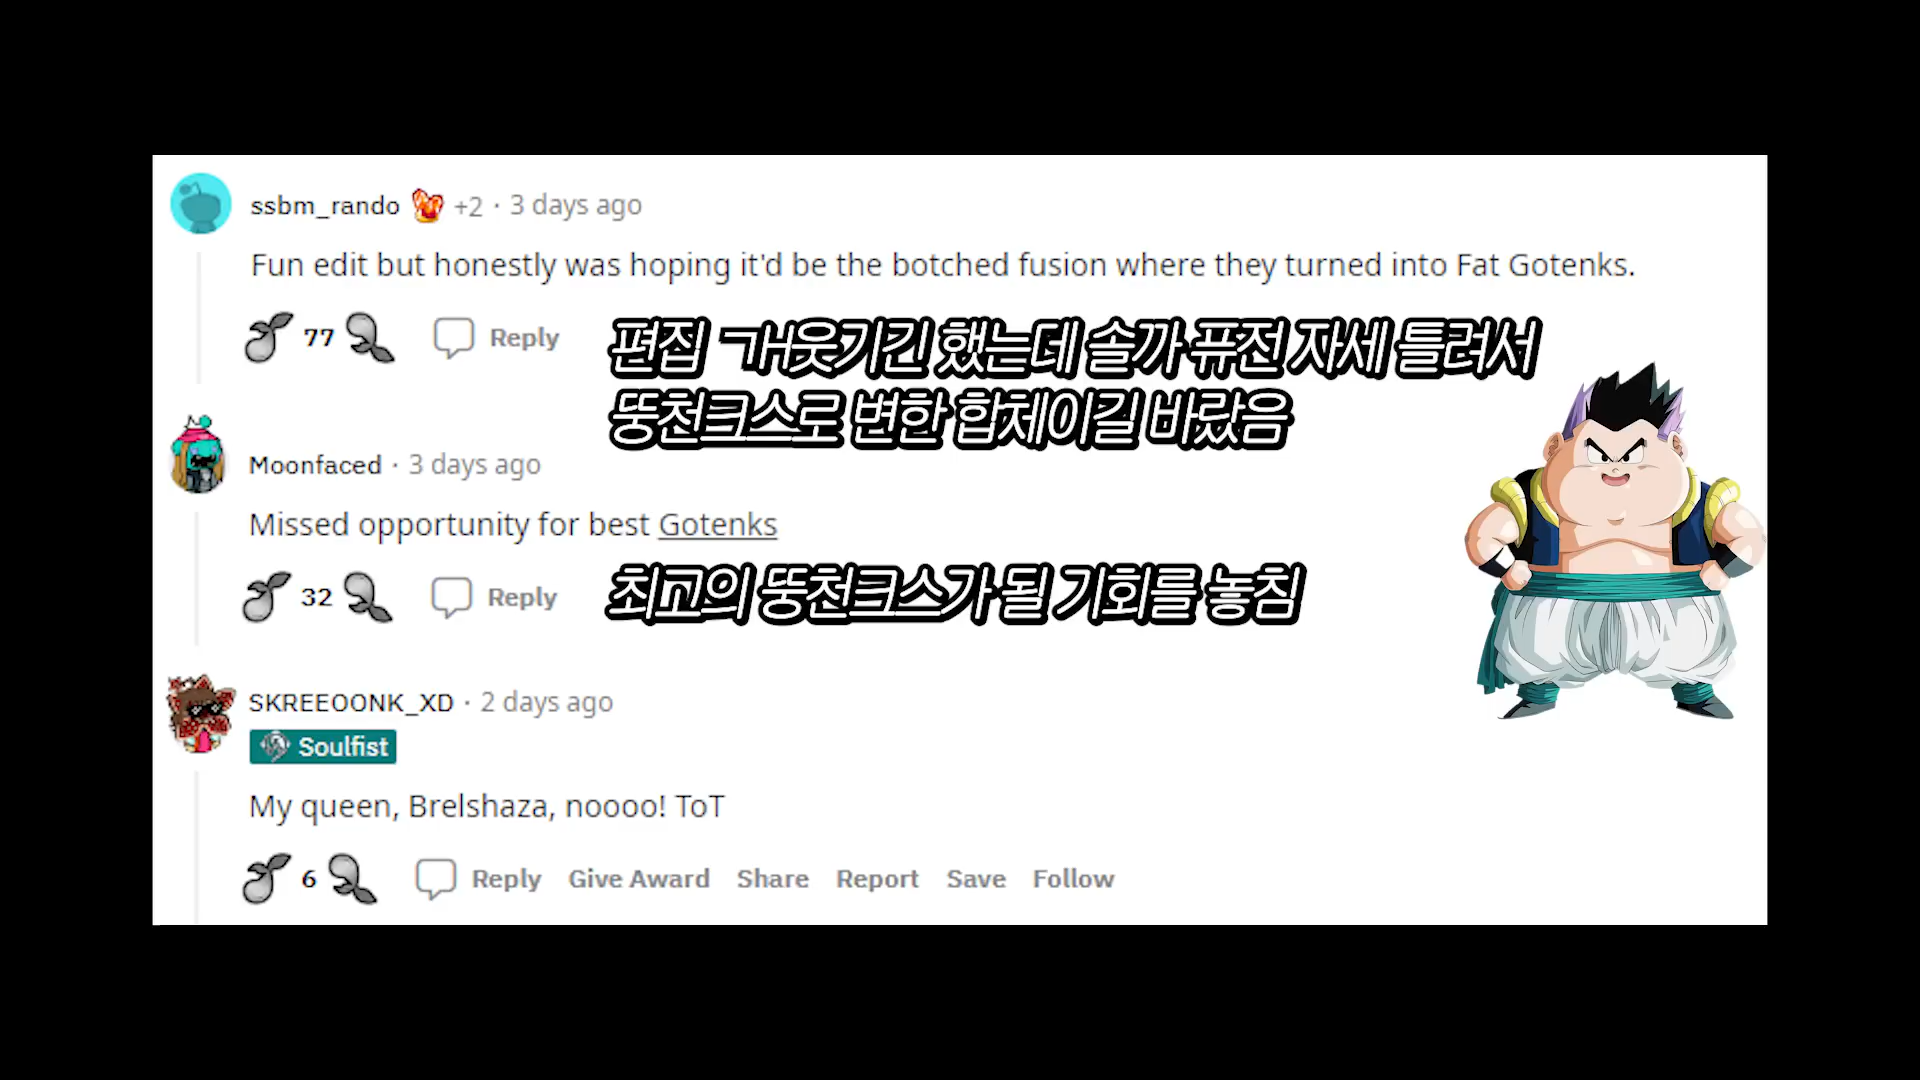 ssbm_rando +2 · 3 days ago
Fun edit but honestly was hoping it'd be the botched fusion where they turned into Fat Gotenks.
77 Reply
편집 ㄱㅐ웃기긴 했는데 솔까 퓨전 자세 틀려서
뚱천크스로 변한 합체이길 바랐음
Moonfaced · 3 days ago
Missed opportunity for best Gotenks
32 Reply
최고의 뚱천크스가 될 기회를 놓침
SKREEOONK_XD · 2 days ago
Soulfist
My queen, Brelshaza, noooo! ToT
6 Reply Give Award Share Report Save Follow